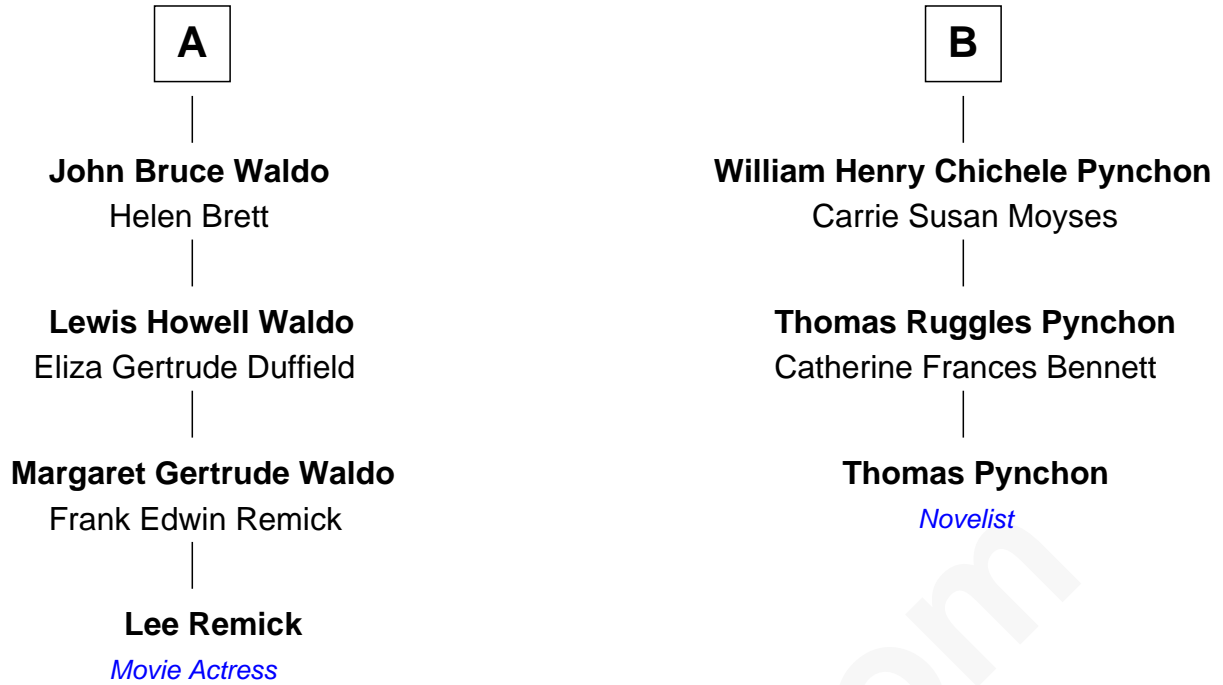 A
John Bruce Waldo
Helen Brett
Lewis Howell Waldo
Eliza Gertrude Duffield
Margaret Gertrude Waldo
Frank Edwin Remick
Lee Remick
Movie Actress
B
William Henry Chichele Pynchon
Carrie Susan Moyses
Thomas Ruggles Pynchon
Catherine Frances Bennett
Thomas Pynchon
Novelist
om